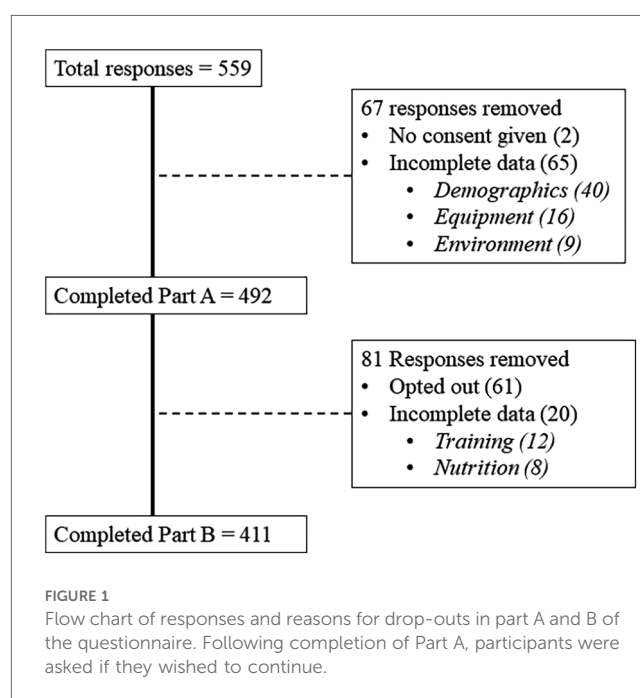 Total responses = 559
67 responses removed
• No consent given (2)
• Incomplete data (65)
• Demographics (40)
• Equipment (16)
• Environment (9)
Completed Part A = 492
81 Responses removed
• Opted out (61)
• Incomplete data (20)
• Training (12)
• Nutrition (8)
Completed Part B = 411
FIGURE 1
Flow chart of responses and reasons for drop-outs in part A and B of
the questionnaire. Following completion of Part A, participants were
asked if they wished to continue.